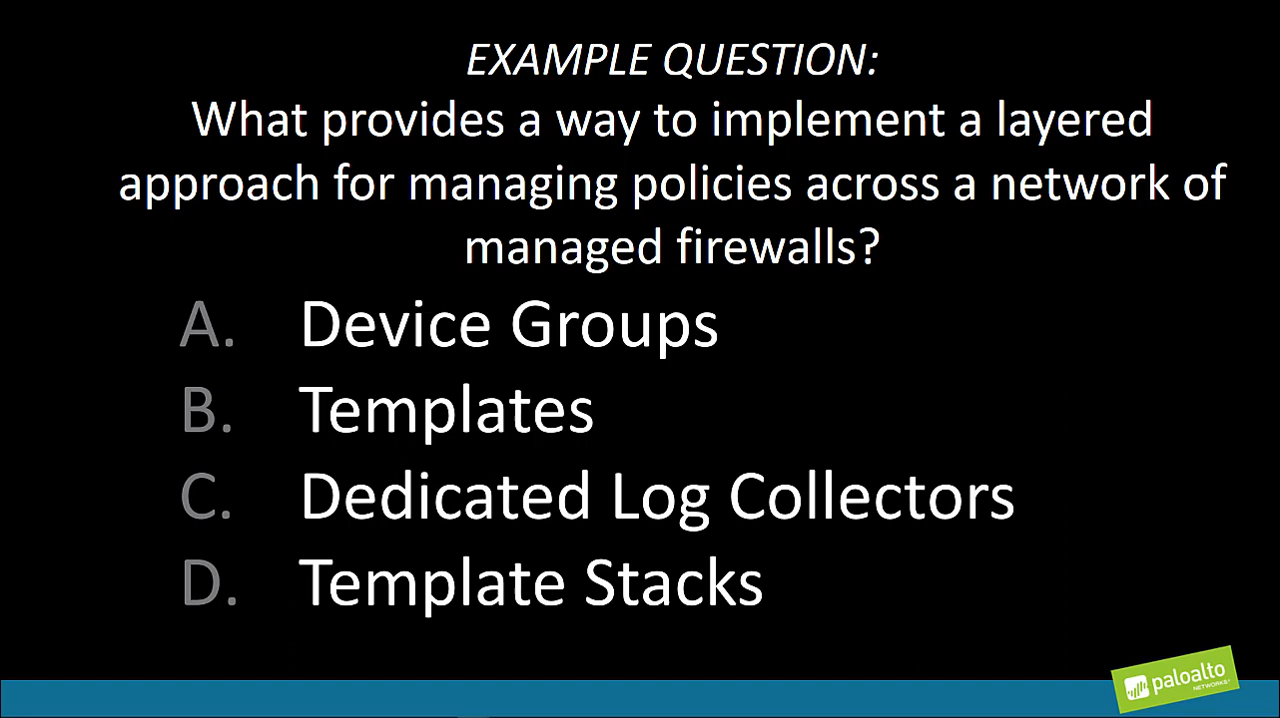 EXAMPLE QUESTION:
What provides a way to implement a layered
approach for managing policies across a network of
managed firewalls?
A. Device Groups
B. Templates
C. Dedicated Log Collectors
D. Template Stacks
paloalto
NETWORKS